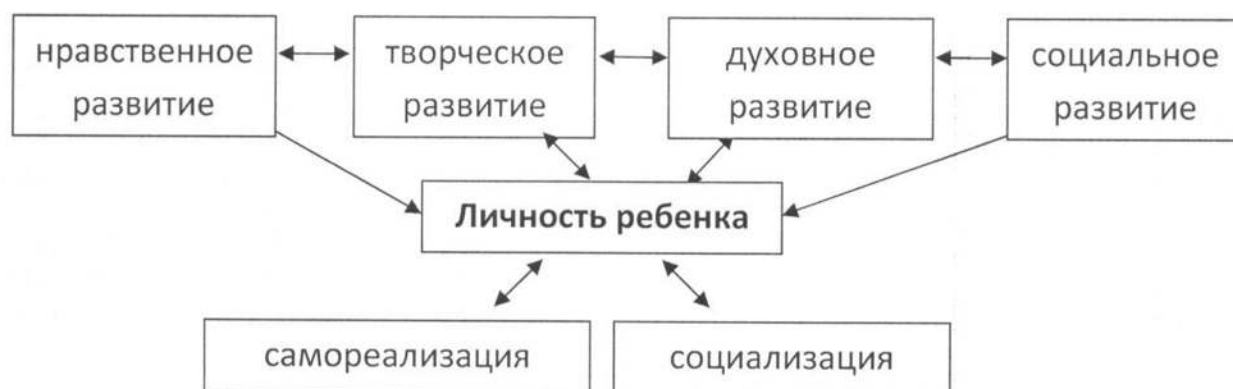 нравственное
развитие
творческое
развитие
духовное
развитие
социальное
развитие
Личность ребенка
самореализация
социализация